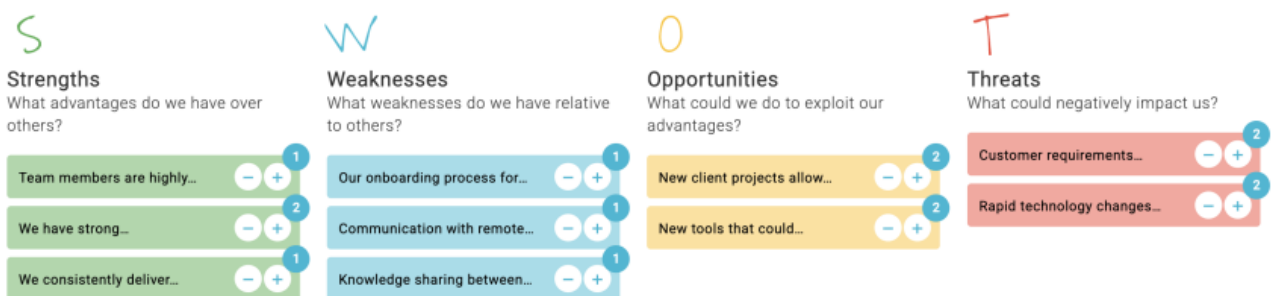 S
Strengths
What advantages do we have over
others?
1
Team members are highly...
− +
2
We have strong...
− +
1
We consistently deliver...
− +
W
Weaknesses
What weaknesses do we have relative
to others?
1
Our onboarding process for...
− +
1
Communication with remote...
− +
1
Knowledge sharing between...
− +
O
Opportunities
What could we do to exploit our
advantages?
2
New client projects allow...
− +
2
New tools that could...
− +
T
Threats
What could negatively impact us?
2
Customer requirements...
− +
2
Rapid technology changes...
− +